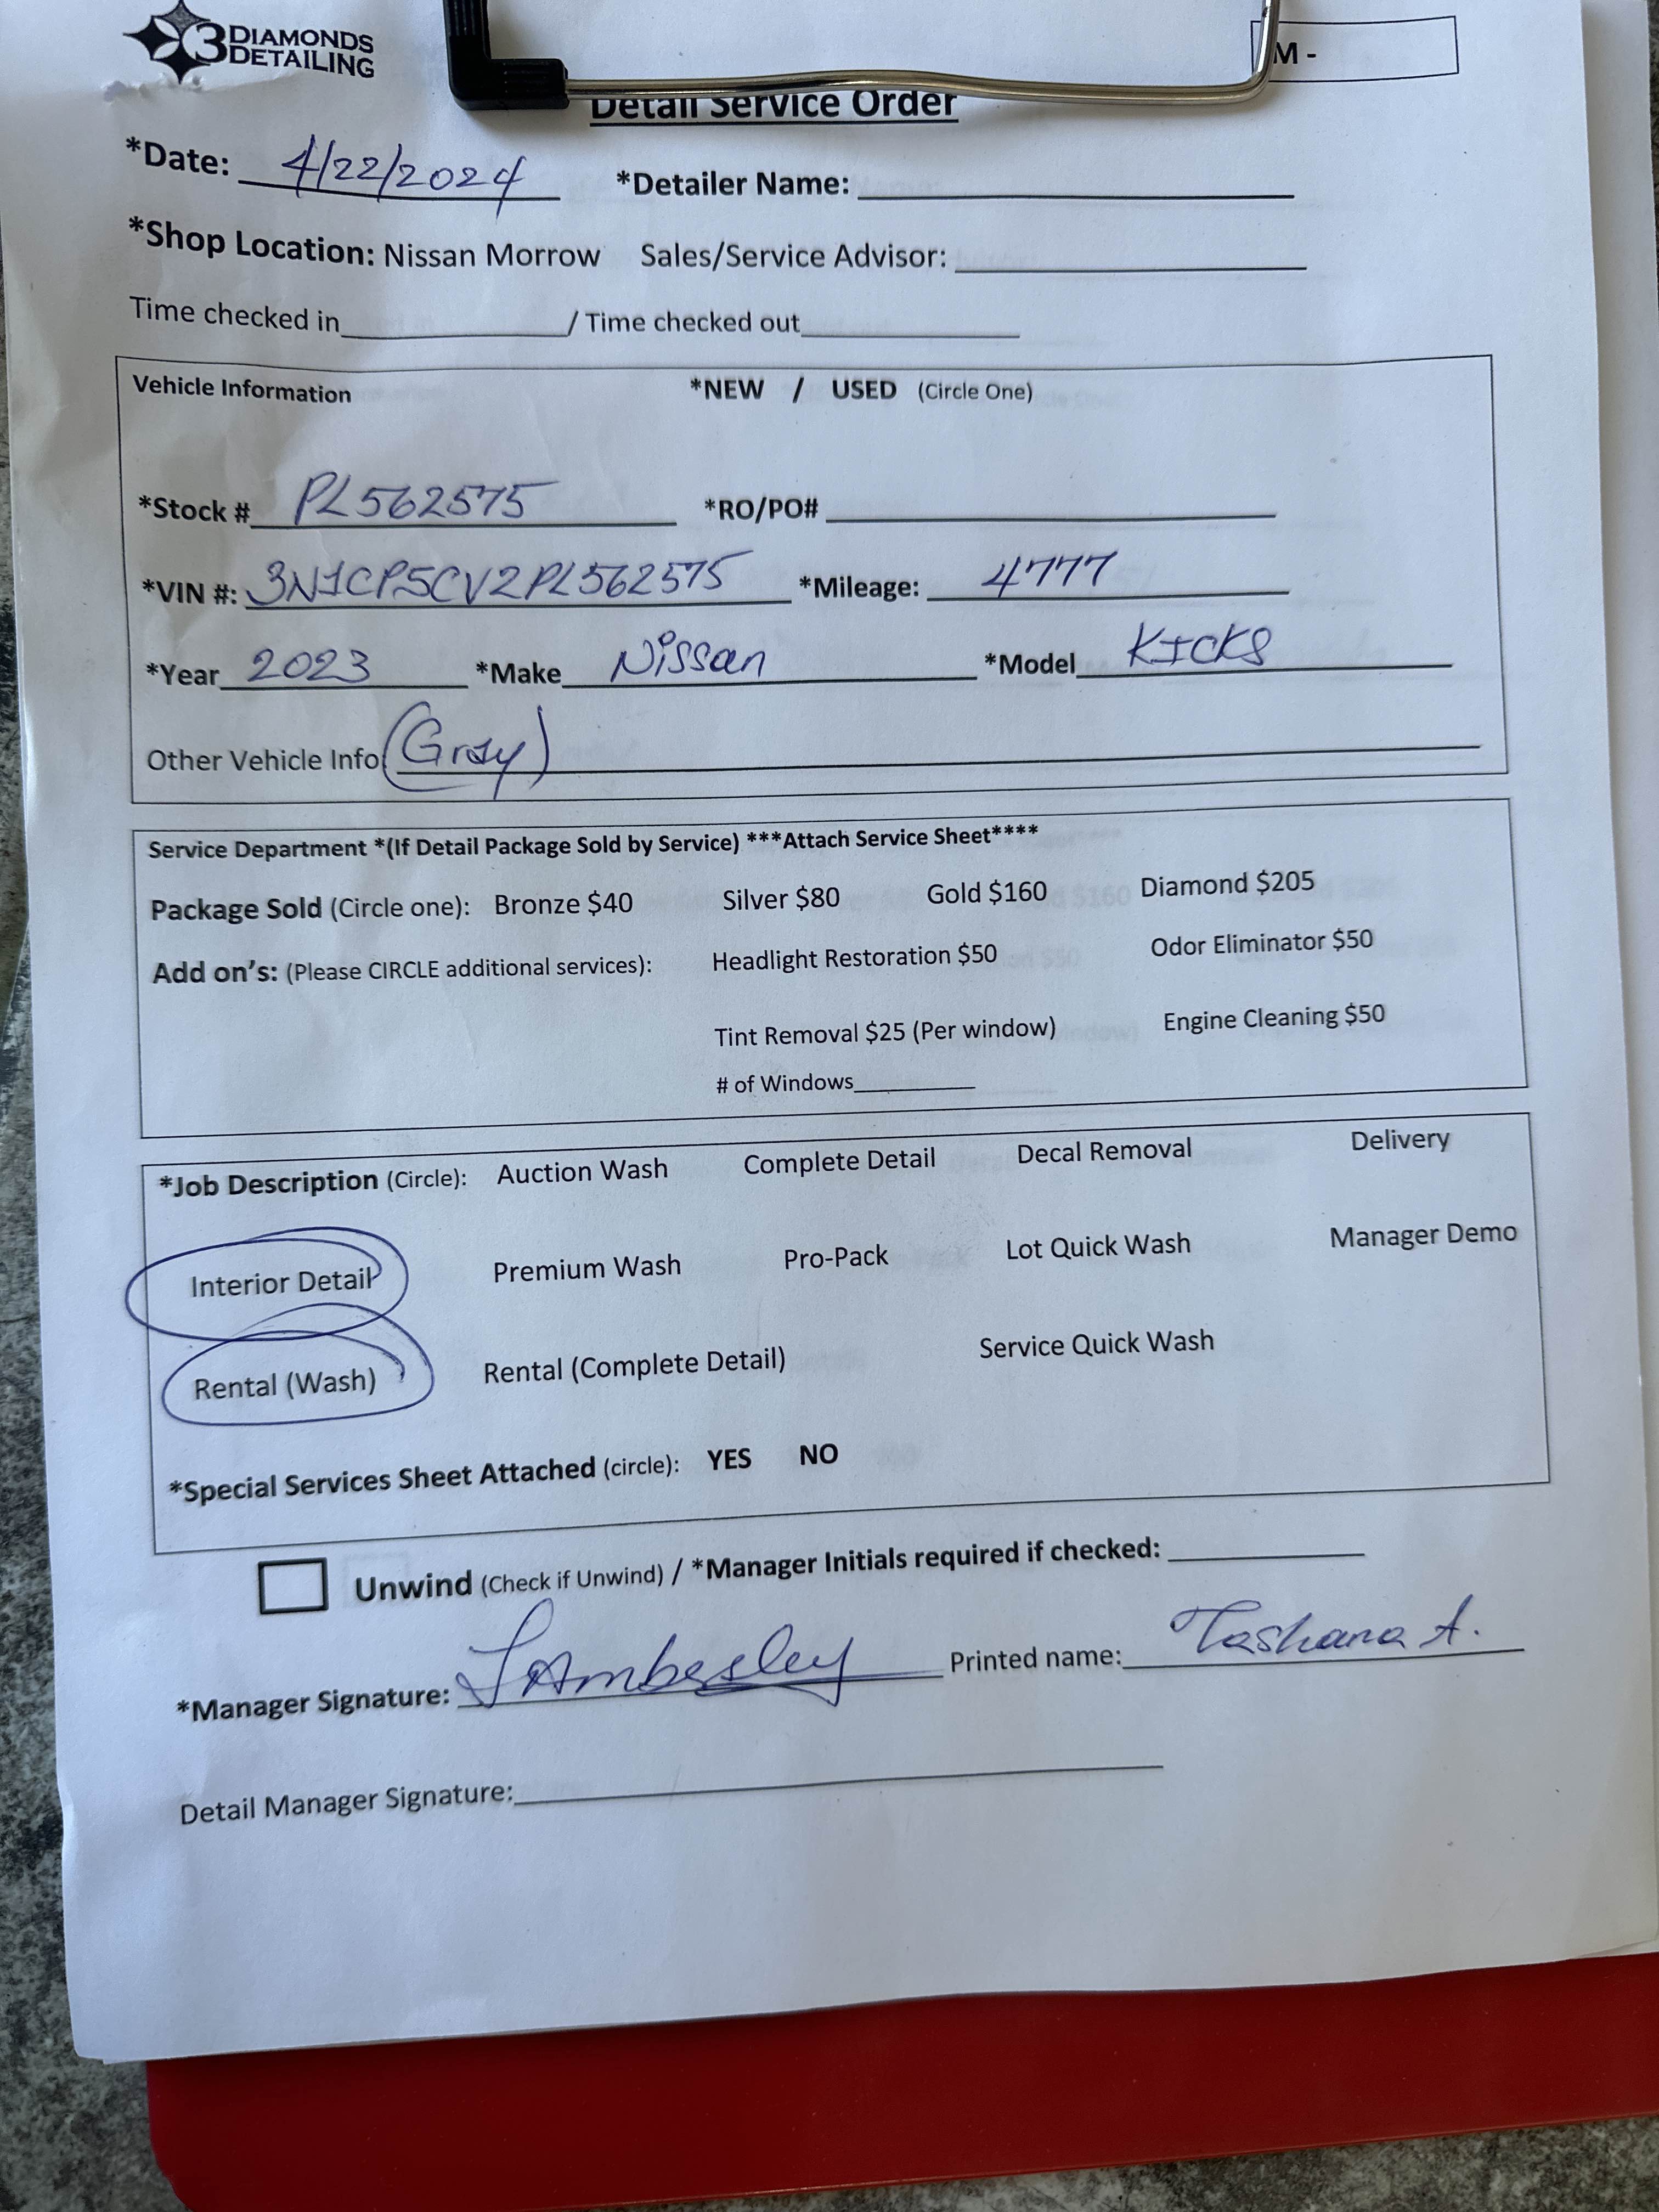 3 DIAMONDS DETAILING
M -
Detail Service Order
*Date: 4/22/2024 *Detailer Name:
*Shop Location: Nissan Morrow Sales/Service Advisor:
Time checked in / Time checked out
Vehicle Information *NEW / USED (Circle One)
*Stock # PL562575 *RO/PO#
*VIN #: 3N1CP5CV2PL562575 *Mileage: 4777
*Year 2023 *Make Nissan *Model KICKS
Other Vehicle Info: (Gray)
Service Department *(If Detail Package Sold by Service) ***Attach Service Sheet****
Package Sold (Circle one): Bronze $40 Silver $80 Gold $160 Diamond $205
Add on's: (Please CIRCLE additional services): Headlight Restoration $50 Odor Eliminator $50
Tint Removal $25 (Per window) Engine Cleaning $50
# of Windows
*Job Description (Circle): Auction Wash Complete Detail Decal Removal Delivery
Interior Detail Premium Wash Pro-Pack Lot Quick Wash Manager Demo
Rental (Wash) Rental (Complete Detail) Service Quick Wash
*Special Services Sheet Attached (circle): YES NO
Unwind (Check if Unwind) / *Manager Initials required if checked:
*Manager Signature: Printed name: Tashana A.
Detail Manager Signature: